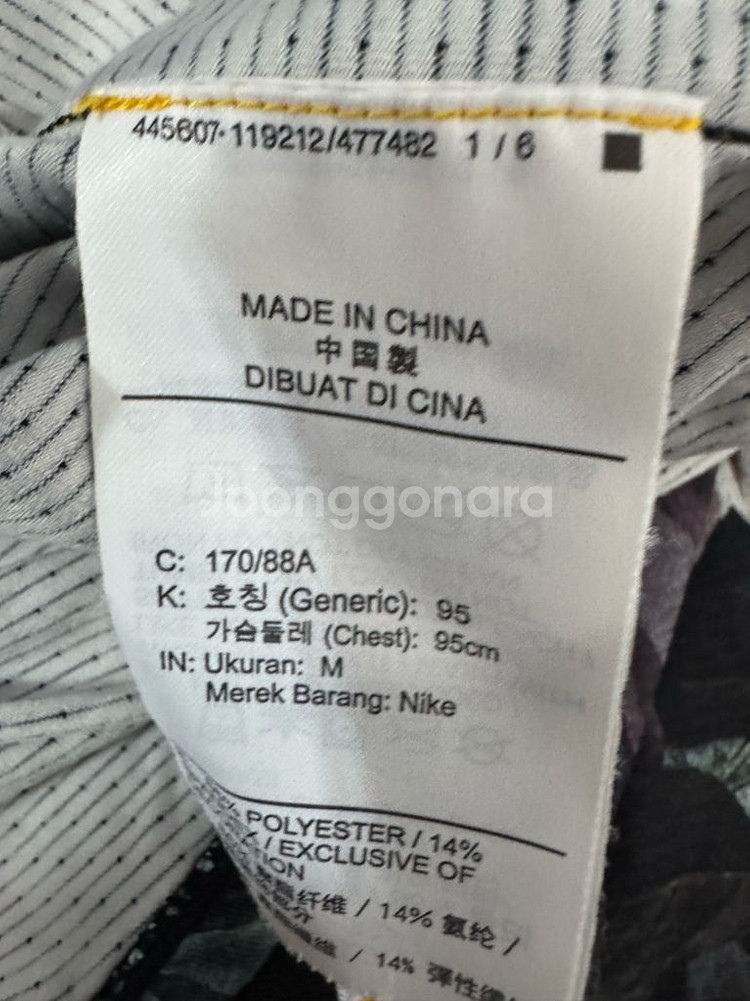 445607-119212/477482 1 / 6
MADE IN CHINA
中国製
DIBUAT DI CINA
Joonggonara
C: 170/88A
K: 호칭 (Generic): 95
가슴둘레 (Chest): 95cm
IN: Ukuran: M
Merek Barang: Nike
% POLYESTER / 14%
/ EXCLUSIVE OF
纤维 / 14% 氨纶 /
/ 14% 弹性